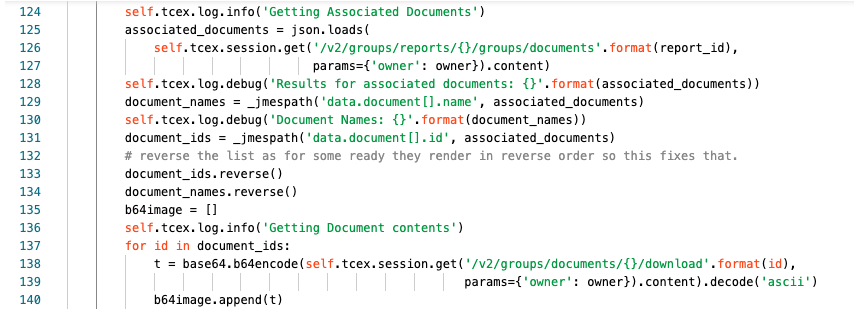 124 self.tcex.log.info('Getting Associated Documents')
125 associated_documents = json.loads(
126 self.tcex.session.get('/v2/groups/reports/{}/groups/documents'.format(report_id),
127 params={'owner': owner}).content)
128 self.tcex.log.debug('Results for associated documents: {}'.format(associated_documents))
129 document_names = _jmespath('data.document[].name', associated_documents)
130 self.tcex.log.debug('Document Names: {}'.format(document_names))
131 document_ids = _jmespath('data.document[].id', associated_documents)
132 # reverse the list as for some ready they render in reverse order so this fixes that.
133 document_ids.reverse()
134 document_names.reverse()
135 b64image = []
136 self.tcex.log.info('Getting Document contents')
137 for id in document_ids:
138 t = base64.b64encode(self.tcex.session.get('/v2/groups/documents/{}/download'.format(id),
139 params={'owner': owner}).content).decode('ascii')
140 b64image.append(t)